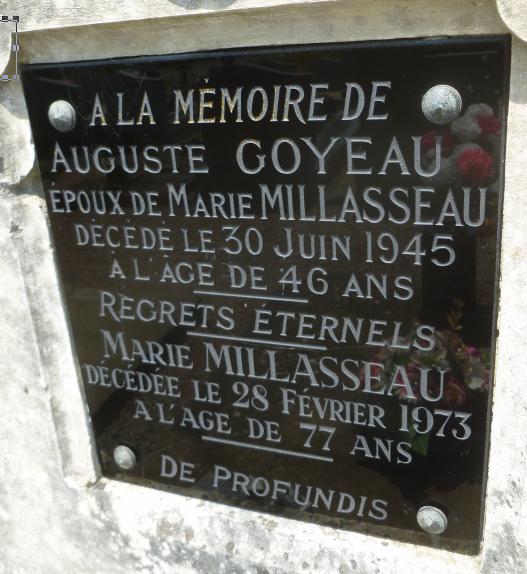 A LA MÉMOIRE DE
AUGUSTE GOYEAU
ÉPOUX DE MARIE MILLASSEAU
DÉCÉDÉ LE 30 JUIN 1945
A L'ÂGE DE 46 ANS
REGRETS ÉTERNELS
MARIE MILLASSEAU
DÉCÉDÉE LE 28 FÉVRIER 1973
A L'AGE DE 77 ANS
DE PROFUNDIS